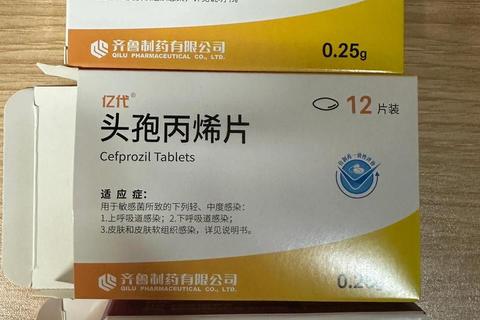 齐鲁制药有限公司
QILU PHARMACEUTICAL CO., LTD.
0.25g
亿代®
头孢丙烯片
Cefprozil Tablets
12片装
适应症:
用于敏感菌所致的下列轻、中度感染:
1.上呼吸道感染;2.下呼吸道感染;
3.皮肤和皮肤软组织感染,详见说明书。
齐鲁制药有限公司
QILU PHARMACEUTICAL CO., LTD.